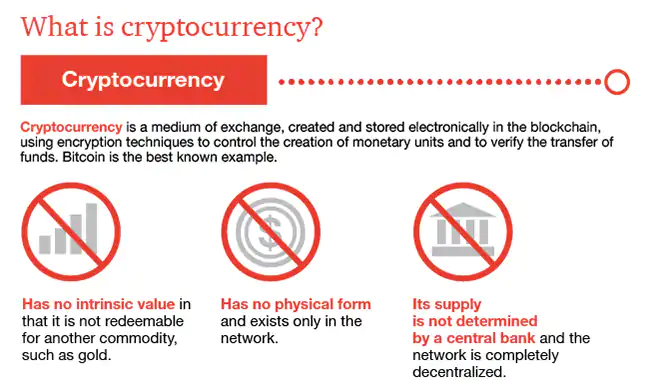 What is cryptocurrency?
Cryptocurrency
Cryptocurrency is a medium of exchange, created and stored electronically in the blockchain,
using encryption techniques to control the creation of monetary units and to verify the transfer of
funds. Bitcoin is the best known example.
$
Has no intrinsic value in
that it is not redeemable
for another commodity,
such as gold.
Has no physical form
and exists only in the
network.
Its supply
is not determined
by a central bank and the
network is completely
decentralized.